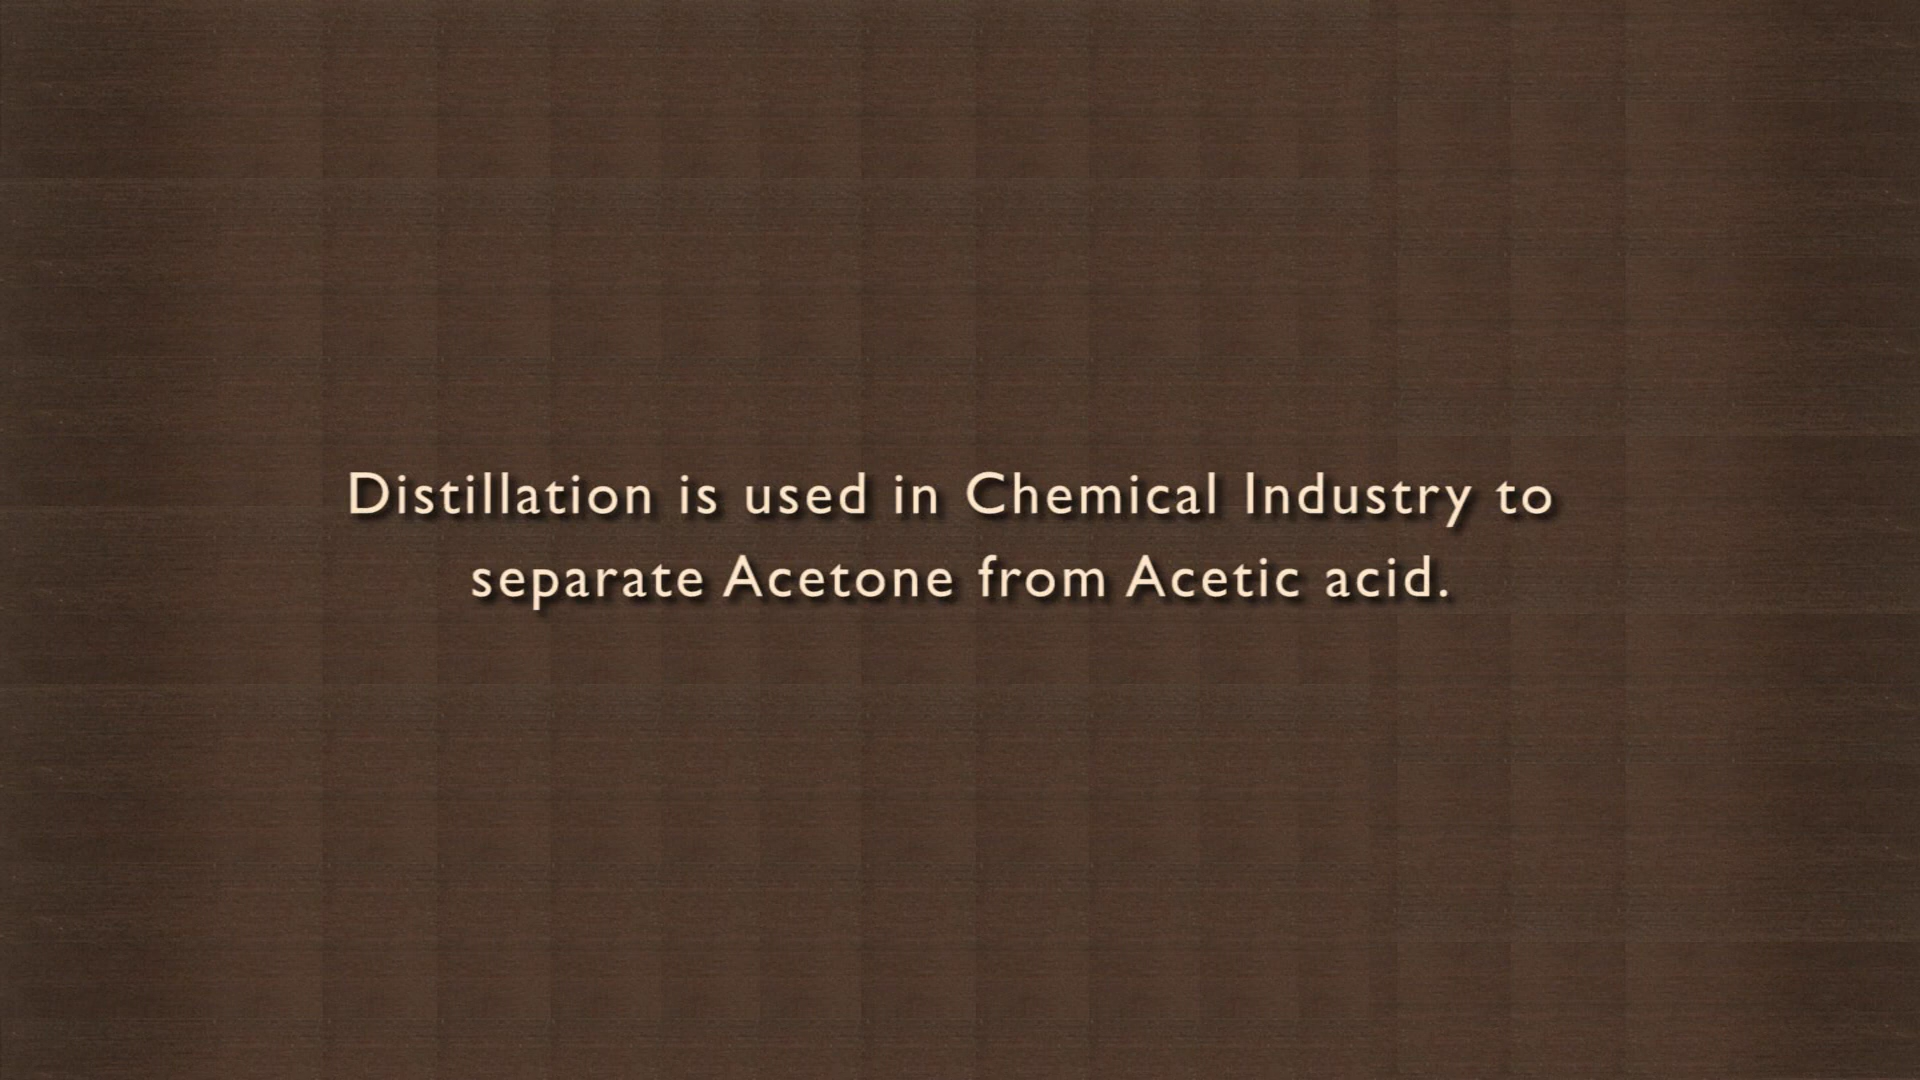 Distillation is used in Chemical Industry to
separate Acetone from Acetic acid.